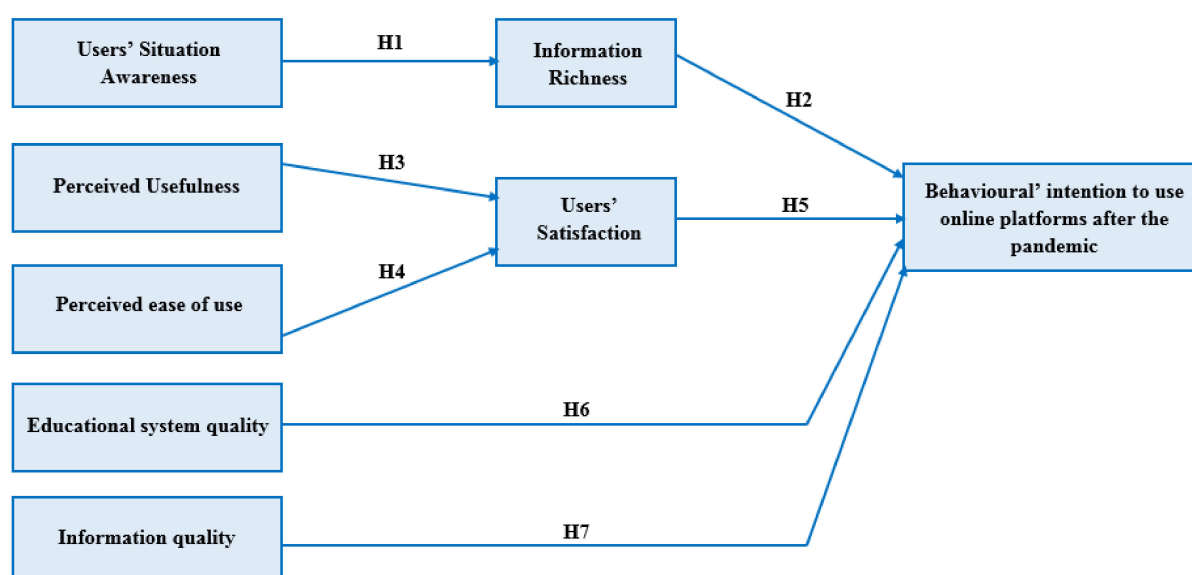 Users’ Situation
Awareness
H1
Information
Richness
H2
Perceived Usefulness
H3
Users’
Satisfaction
H5
Behavioural’ intention to use
online platforms after the
pandemic
H4
Perceived ease of use
Educational system quality
H6
Information quality
H7